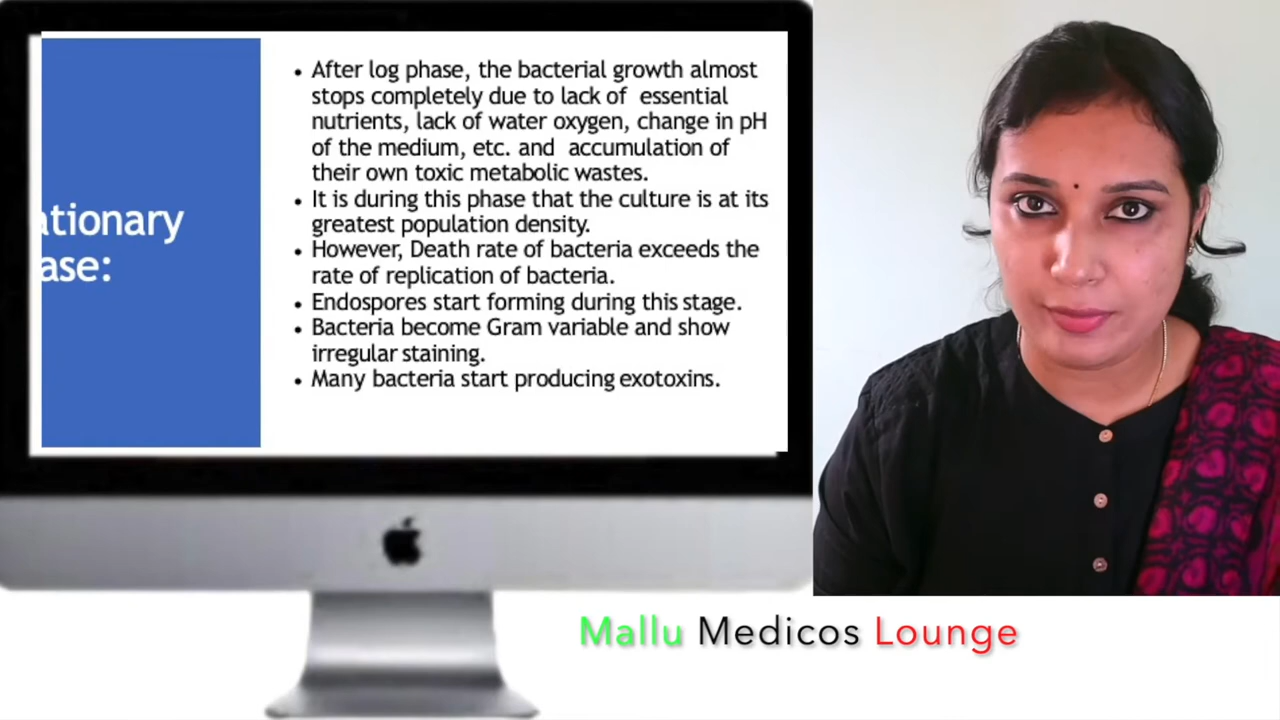 ationary
ase:
• After log phase, the bacterial growth almost
stops completely due to lack of essential
nutrients, lack of water oxygen, change in pH
of the medium, etc. and accumulation of
their own toxic metabolic wastes.
• It is during this phase that the culture is at its
greatest population density.
• However, Death rate of bacteria exceeds the
rate of replication of bacteria.
• Endospores start forming during this stage.
• Bacteria become Gram variable and show
irregular staining.
• Many bacteria start producing exotoxins.
Mallu Medicos Lounge